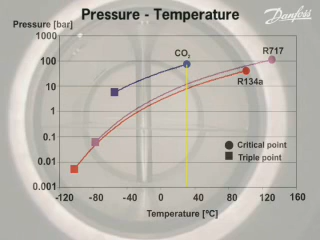 Pressure - Temperature
Danfoss
Pressure [bar]
1000
100
10
1
0.1
0.01
0.001
CO₂
R717
R134a
Critical point
Triple point
-120 -80 -40 0 40 80 120 160
Temperature [ºC]